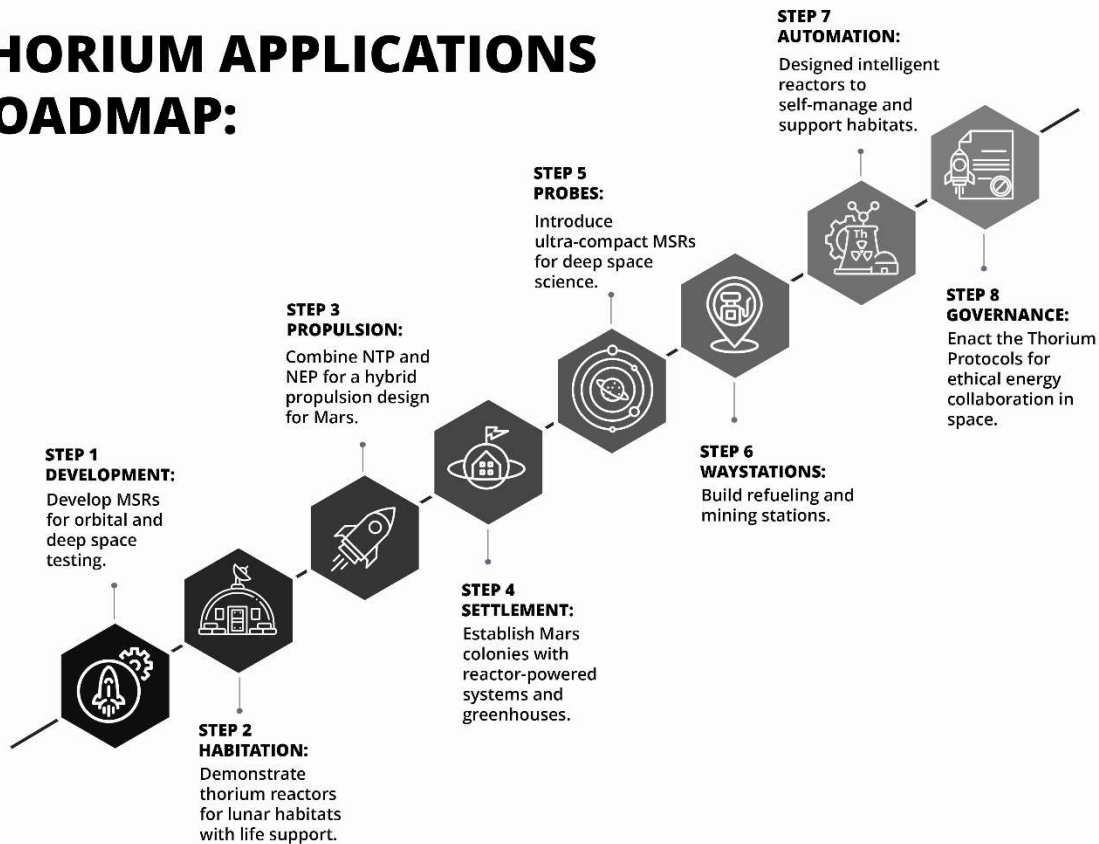 HORIUM APPLICATIONS
OADMAP:
STEP 1
DEVELOPMENT:
Develop MSRs
for orbital and
deep space
testing.
STEP 2
HABITATION:
Demonstrate
thorium reactors
for lunar habitats
with life support.
STEP 3
PROPULSION:
Combine NTP and
NEP for a hybrid
propulsion design
for Mars.
STEP 4
SETTLEMENT:
Establish Mars
colonies with
reactor-powered
systems and
greenhouses.
STEP 5
PROBES:
Introduce
ultra-compact MSRs
for deep space
science.
STEP 6
WAYSTATIONS:
Build refueling and
mining stations.
STEP 7
AUTOMATION:
Designed intelligent
reactors to
self-manage and
support habitats.
Th
STEP 8
GOVERNANCE:
Enact the Thorium
Protocols for
ethical energy
collaboration in
space.